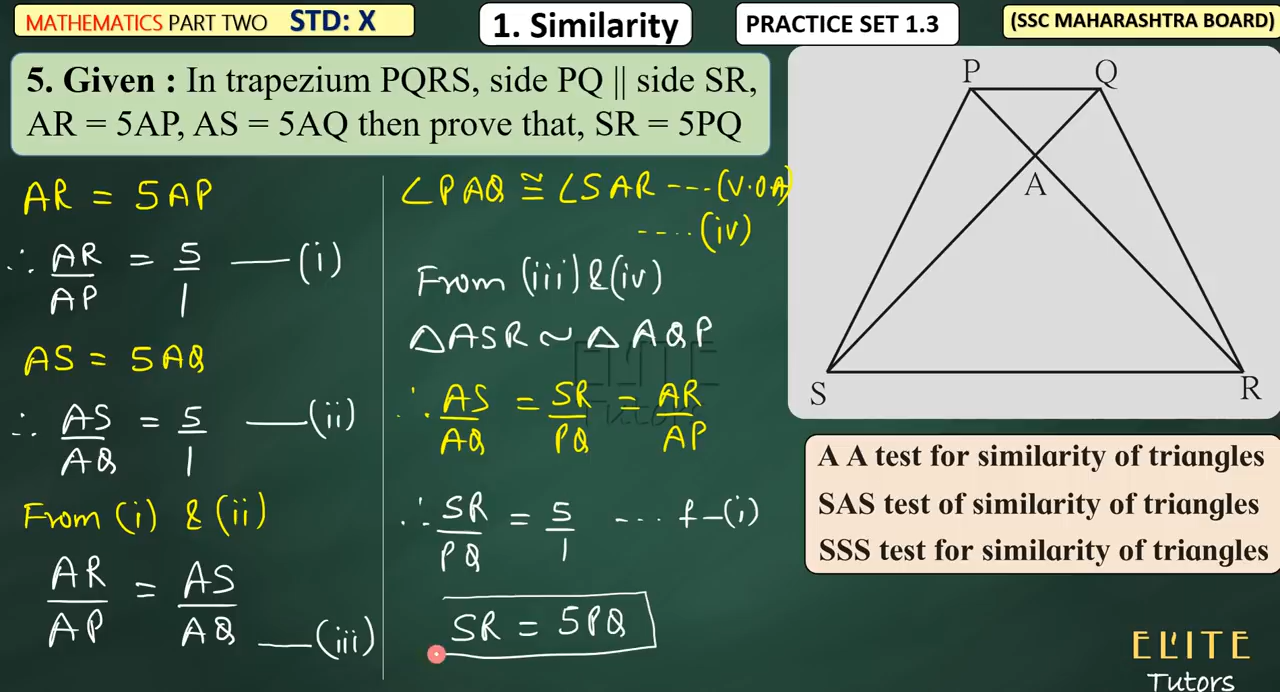 MATHEMATICS PART TWO STD: X
1. Similarity
PRACTICE SET 1.3
(SSC MAHARASHTRA BOARD)
5. Given : In trapezium PQRS, side PQ || side SR,
AR = 5AP, AS = 5AQ then prove that, SR = 5PQ
AR = 5AP
∴ AR/AP = 5/1 —(i)
AS = 5AQ
∴ AS/AQ = 5/1 —(ii)
From (i) & (ii)
AR/AP = AS/AQ —(iii)
∠PAQ ≅ ∠SAR ---- (V.O.A)
---- (iv)
From (iii) & (iv)
△ASR ~ △AQP
∴ AS/AQ = SR/PQ = AR/AP
∴ SR/PQ = 5/1 --- f-(i)
SR = 5PQ
P Q
A
S R
A A test for similarity of triangles
SAS test of similarity of triangles
SSS test for similarity of triangles
ELITE
Tutors
ELITE
Tutors